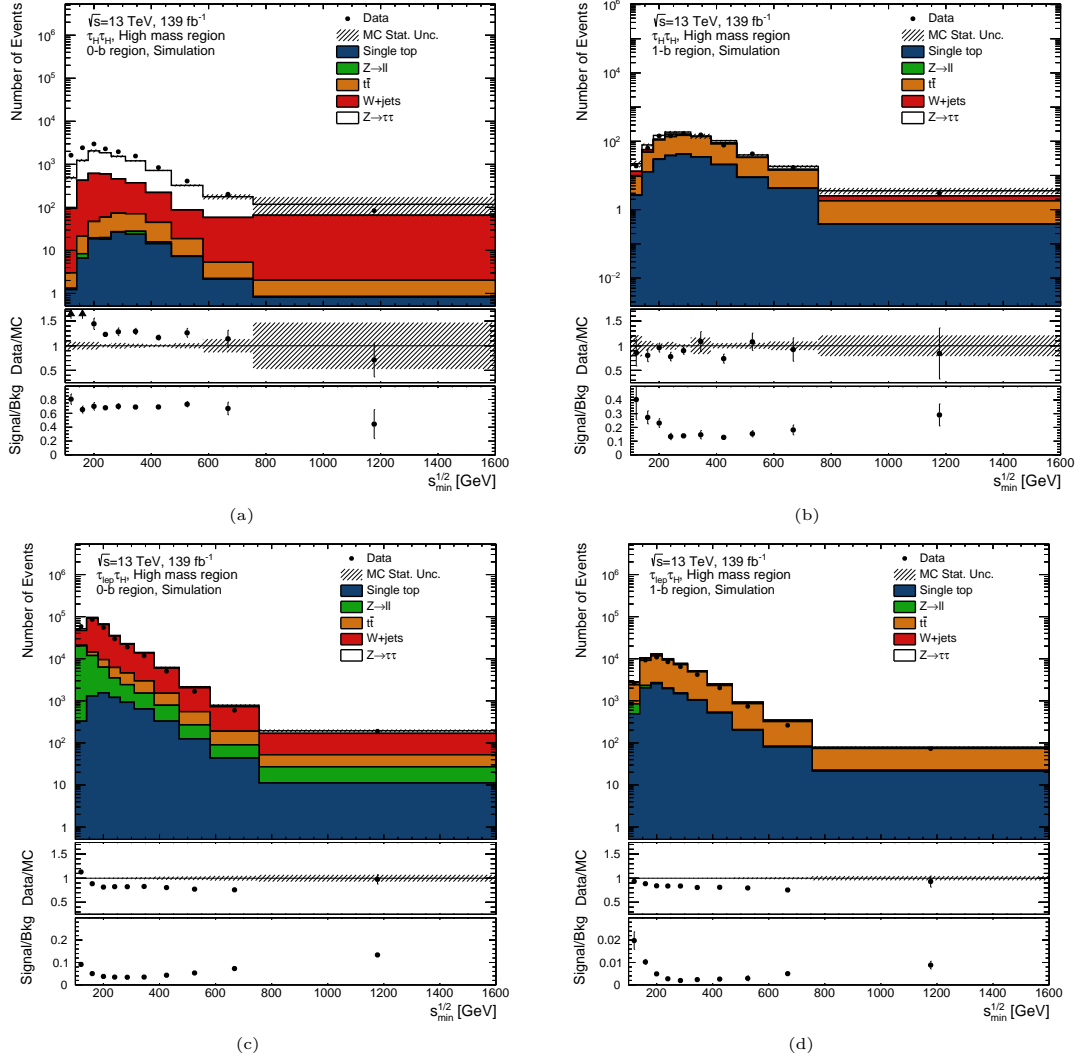 Number of Events
√s=13 TeV, 139 fb⁻¹
τ_Hτ_H, High mass region
0-b region, Simulation
Data
MC Stat. Unc.
Single top
Z→ll
tt̄
W+jets
Z→ττ
10⁶
10⁵
10⁴
10³
10²
10
1
Data/MC
1.5
1
0.5
Signal/Bkg
0.8
0.6
0.4
0.2
0
200 400 600 800 1000 1200 1400 1600
s_min^1/2 [GeV]
(a)
Number of Events
√s=13 TeV, 139 fb⁻¹
τ_Hτ_H, High mass region
1-b region, Simulation
Data
MC Stat. Unc.
Single top
Z→ll
tt̄
W+jets
Z→ττ
10⁶
10⁴
10²
1
10⁻²
Data/MC
1.5
1
0.5
Signal/Bkg
0.4
0.3
0.2
0.1
0
200 400 600 800 1000 1200 1400 1600
s_min^1/2 [GeV]
(b)
Number of Events
√s=13 TeV, 139 fb⁻¹
τ_lepτ_H, High mass region
0-b region, Simulation
Data
MC Stat. Unc.
Single top
Z→ll
tt̄
W+jets
Z→ττ
10⁶
10⁵
10⁴
10³
10²
10
1
Data/MC
1.5
1
0.5
Signal/Bkg
0.2
0.1
0
200 400 600 800 1000 1200 1400 1600
s_min^1/2 [GeV]
(c)
Number of Events
√s=13 TeV, 139 fb⁻¹
τ_lepτ_H, High mass region
1-b region, Simulation
Data
MC Stat. Unc.
Single top
Z→ll
tt̄
W+jets
Z→ττ
10⁶
10⁵
10⁴
10³
10²
10
1
Data/MC
1.5
1
0.5
Signal/Bkg
0.02
0.01
0
200 400 600 800 1000 1200 1400 1600
s_min^1/2 [GeV]
(d)